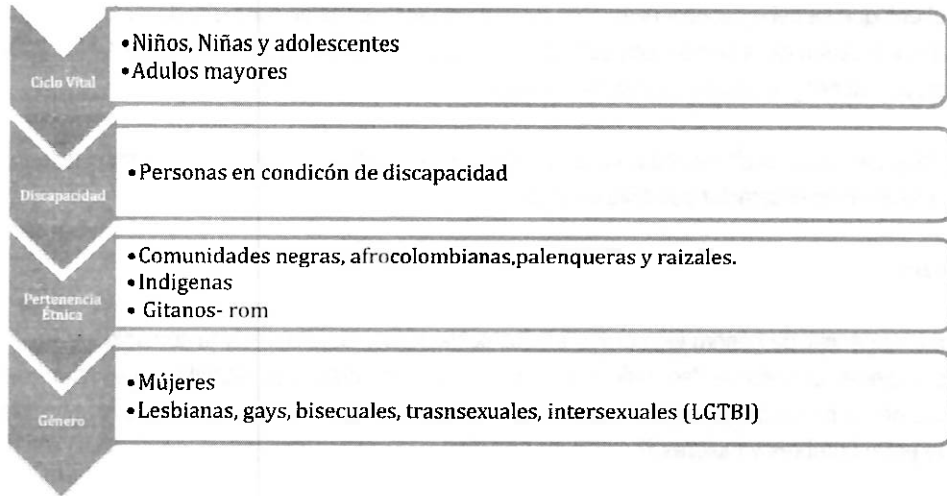 Ciclo Vital
•Niños, Niñas y adolescentes
•Adulos mayores
Discapacidad
•Personas en condicón de discapacidad
Pertenencia
Étnica
•Comunidades negras, afrocolombianas,palenqueras y raizales.
•Indigenas
• Gitanos- rom
Género
•Mújeres
•Lesbianas, gays, bisecuales, trasnsexuales, intersexuales (LGTBI)